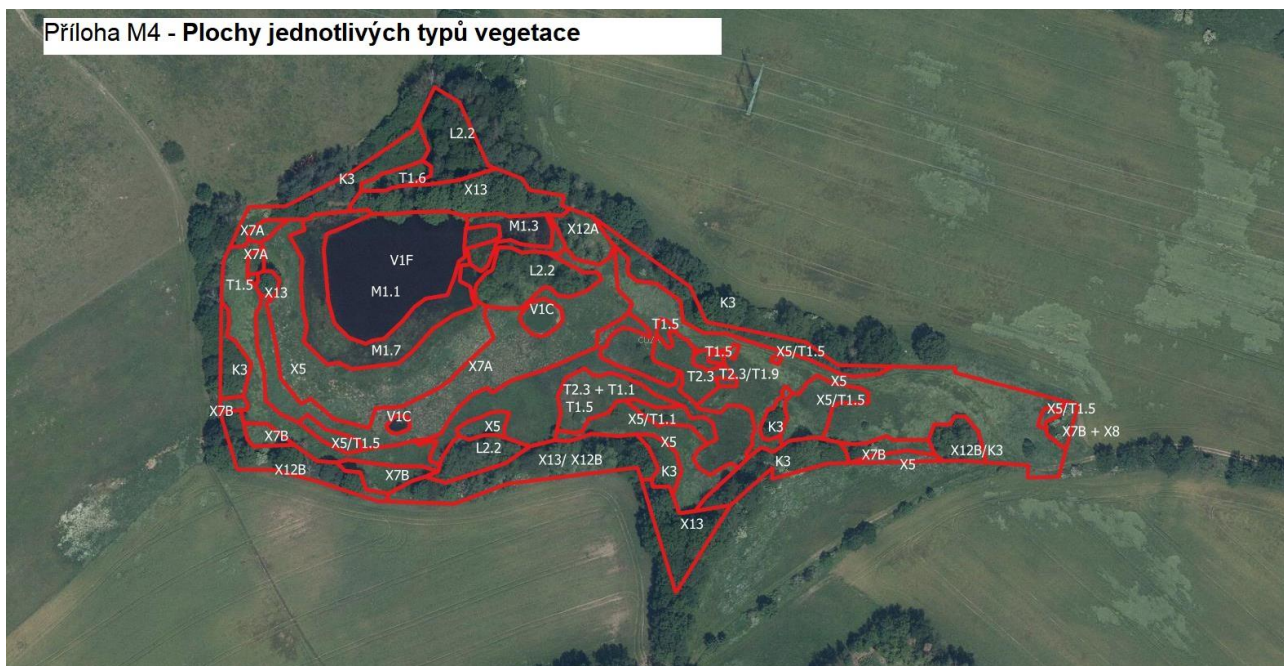 Příloha M4 - Plochy jednotlivých typů vegetace
L2.2
K3
T1.6
X13
X7A
M1.3
X12A
X7A
V1F
L2.2
T1.5
X13
M1.1
V1C
K3
T1.5
M1.7
T1.5
X5/T1.5
K3
X5
X7A
T2.3
T2.3/T1.9
X5
T2.3 + T1.1
X5/T1.5
X7B
V1C
T1.5
X5/T1.1
X5/T1.5
X7B
X5
K3
X7B + X8
X5/T1.5
X5
L2.2
X12B/K3
X12B
X7B
X13/ X12B
K3
K3
X7B
X5
X13